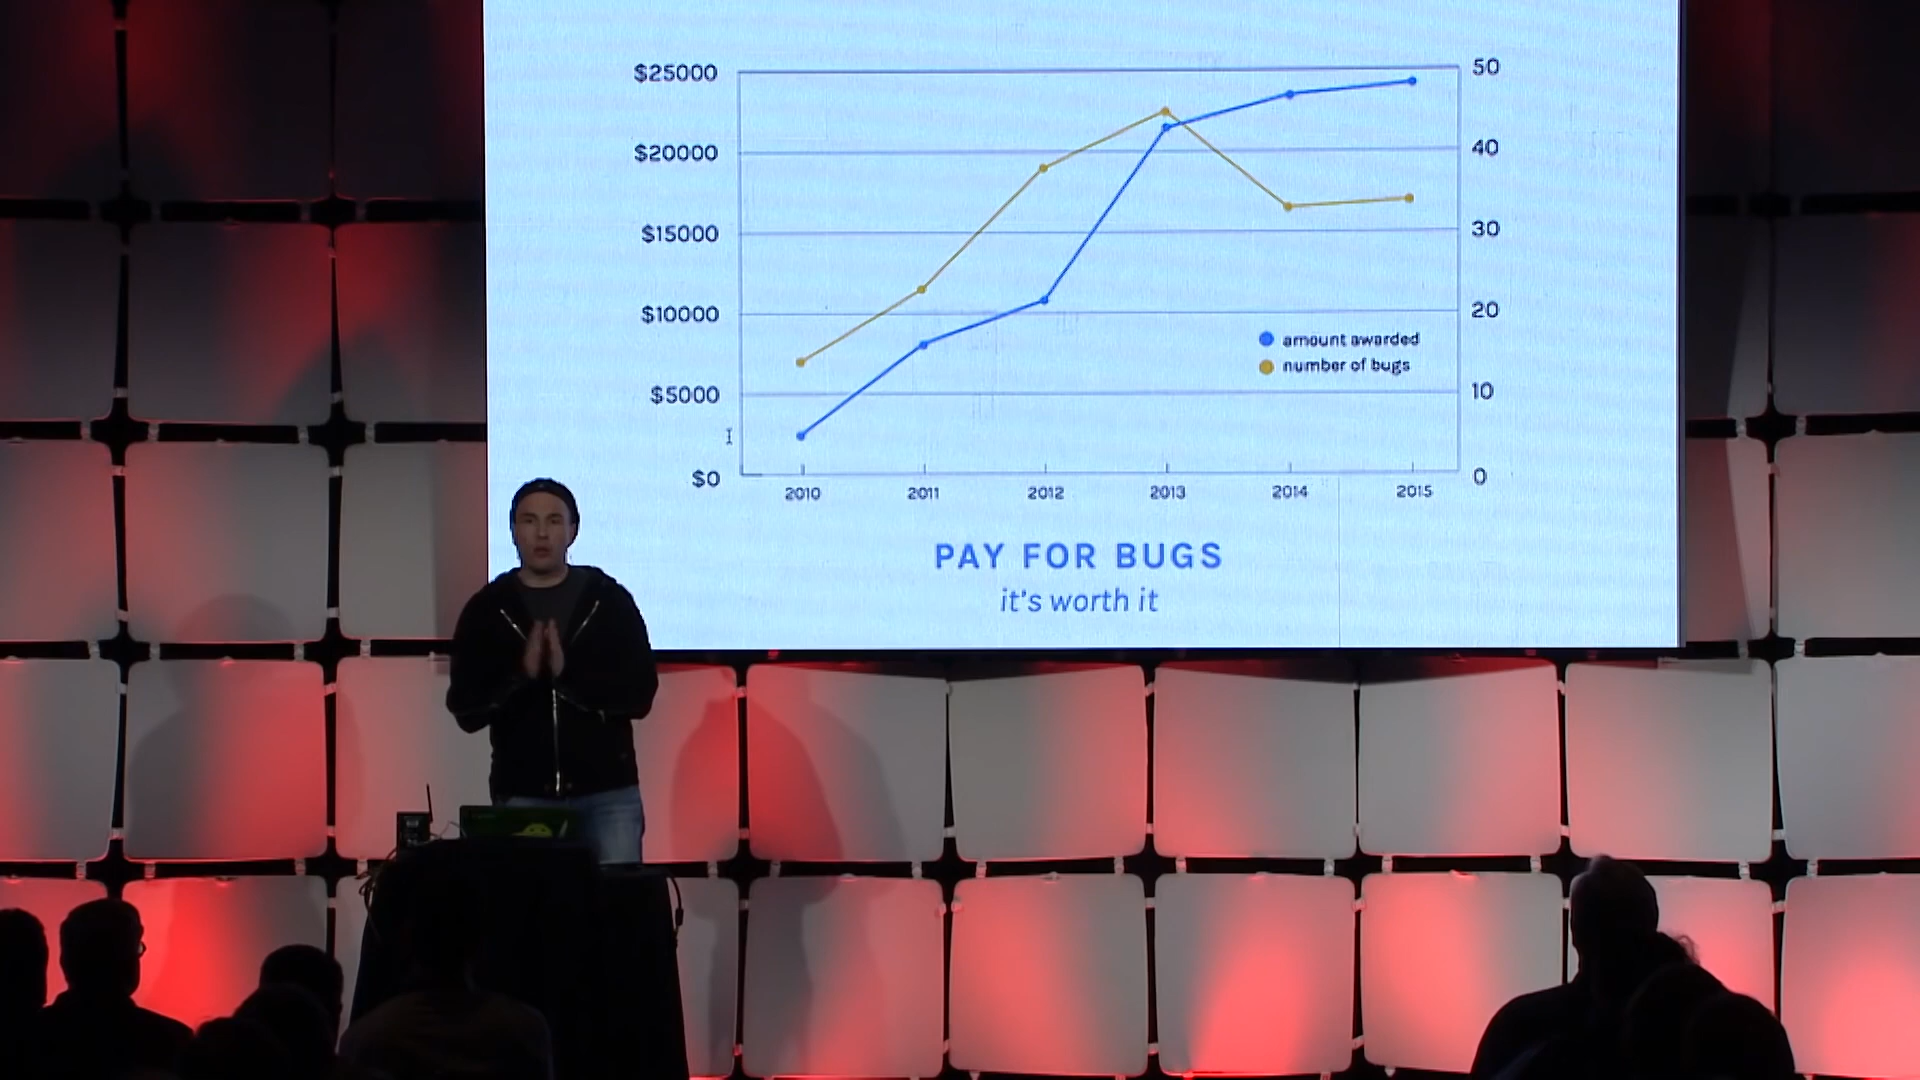 $25000
$20000
$15000
$10000
$5000
$0
50
40
30
20
10
0
amount awarded
number of bugs
2010 2011 2012 2013 2014 2015
PAY FOR BUGS
it's worth it